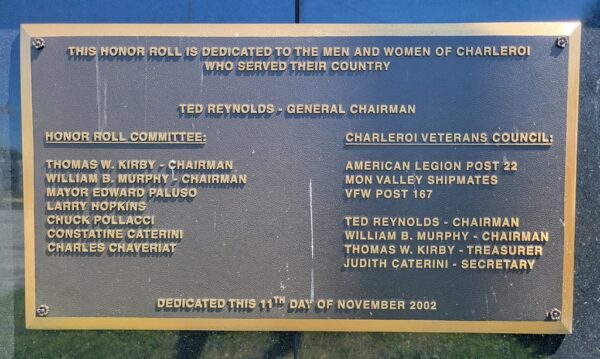 THIS HONOR ROLL IS DEDICATED TO THE MEN AND WOMEN OF CHARLEROI
WHO SERVED THEIR COUNTRY
TED REYNOLDS - GENERAL CHAIRMAN
HONOR ROLL COMMITTEE:
THOMAS W. KIRBY - CHAIRMAN
WILLIAM B. MURPHY - CHAIRMAN
MAYOR EDWARD PALUSO
LARRY HOPKINS
CHUCK POLLACCI
CONSTATINE CATERINI
CHARLES CHAVERIAT
CHARLEROI VETERANS COUNCIL:
AMERICAN LEGION POST 22
MON VALLEY SHIPMATES
VFW POST 167
TED REYNOLDS - CHAIRMAN
WILLIAM B. MURPHY - CHAIRMAN
THOMAS W. KIRBY - TREASURER
JUDITH CATERINI - SECRETARY
DEDICATED THIS 11TH DAY OF NOVEMBER 2002